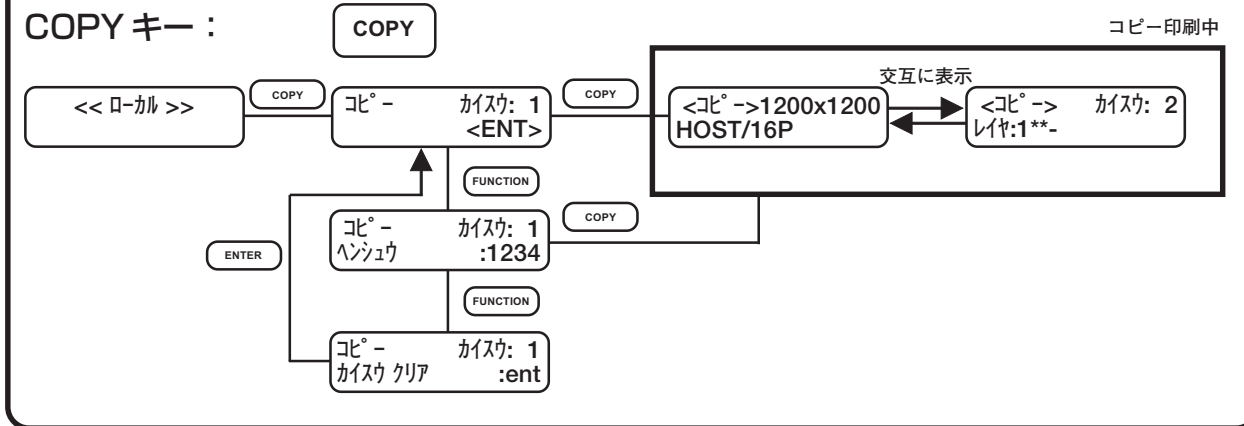 COPY キー：
COPY
コピー印刷中
交互に表示
<< ﾛｰｶﾙ >>
COPY
ｺﾋﾟｰ ｶｲｽｳ: 1
<ENT>
COPY
<ｺﾋﾟｰ>1200x1200
HOST/16P
<ｺﾋﾟｰ> ｶｲｽｳ: 2
ﾚｲﾔ:1**-
FUNCTION
ｺﾋﾟｰ ｶｲｽｳ: 1
ﾍﾝｼｭｳ :1234
COPY
ENTER
FUNCTION
ｺﾋﾟｰ ｶｲｽｳ: 1
ｶｲｽｳ ｸﾘｱ :ent